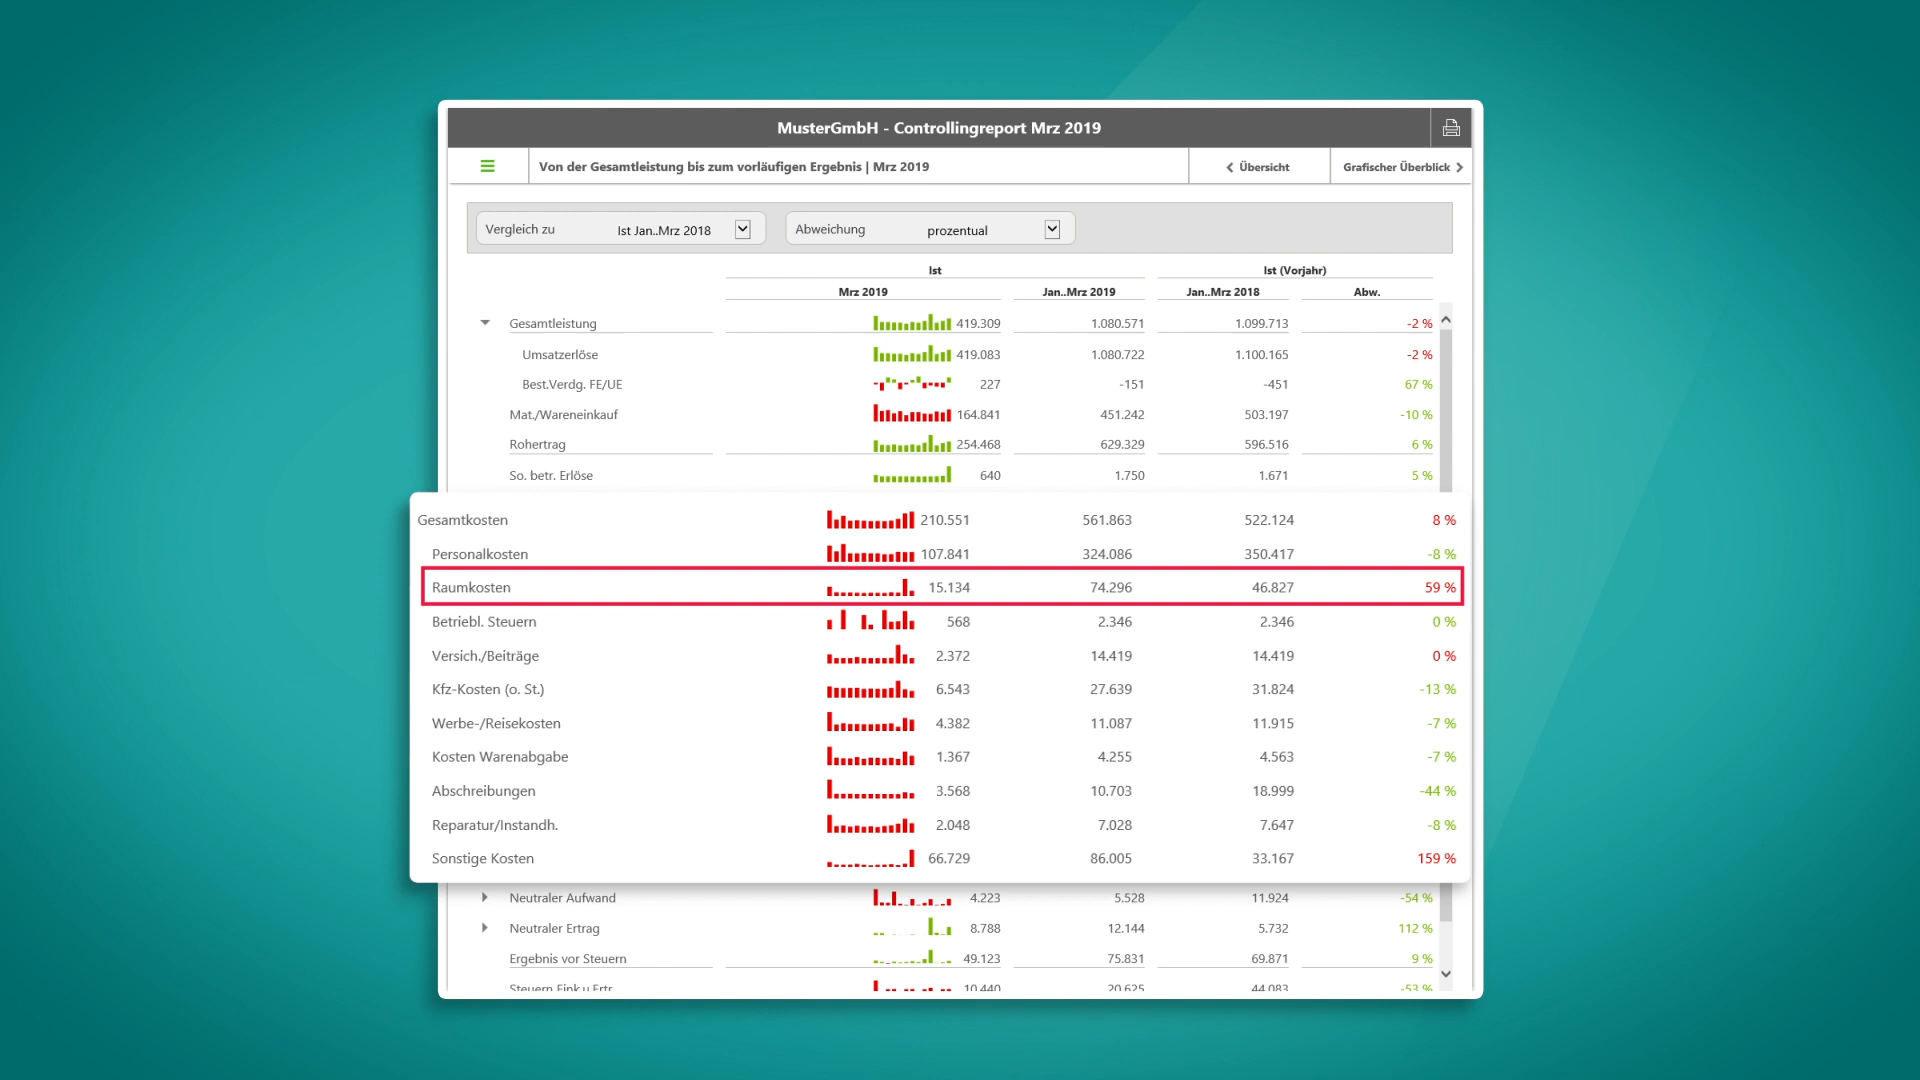 MusterGmbH - Controllingreport Mrz 2019
Von der Gesamtleistung bis zum vorläufigen Ergebnis | Mrz 2019
Übersicht
Grafischer Überblick
Vergleich zu Ist Jan..Mrz 2018
Abweichung prozentual
Ist Ist (Vorjahr)
Mrz 2019 Jan..Mrz 2019 Jan..Mrz 2018 Abw.
Gesamtleistung 419.309 1.080.571 1.099.713 -2 %
Umsatzerlöse 419.083 1.080.722 1.100.165 -2 %
Best.Verdg. FE/UE 227 -151 -451 67 %
Mat./Wareneinkauf 164.841 451.242 503.197 -10 %
Rohertrag 254.468 629.329 596.516 6 %
So. betr. Erlöse 640 1.750 1.671 5 %
Gesamtkosten 210.551 561.863 522.124 8 %
Personalkosten 107.841 324.086 350.417 -8 %
Raumkosten 15.134 74.296 46.827 59 %
Betriebl. Steuern 568 2.346 2.346 0 %
Versich./Beiträge 2.372 14.419 14.419 0 %
Kfz-Kosten (o. St.) 6.543 27.639 31.824 -13 %
Werbe-/Reisekosten 4.382 11.087 11.915 -7 %
Kosten Warenabgabe 1.367 4.255 4.563 -7 %
Abschreibungen 3.568 10.703 18.999 -44 %
Reparatur/Instandh. 2.048 7.028 7.647 -8 %
Sonstige Kosten 66.729 86.005 33.167 159 %
Neutraler Aufwand 4.223 5.528 11.924 -54 %
Neutraler Ertrag 8.788 12.144 5.732 112 %
Ergebnis vor Steuern 49.123 75.831 69.871 9 %
Steuern Eink.u.Ertr. 10.440 20.625 44.083 -53 %